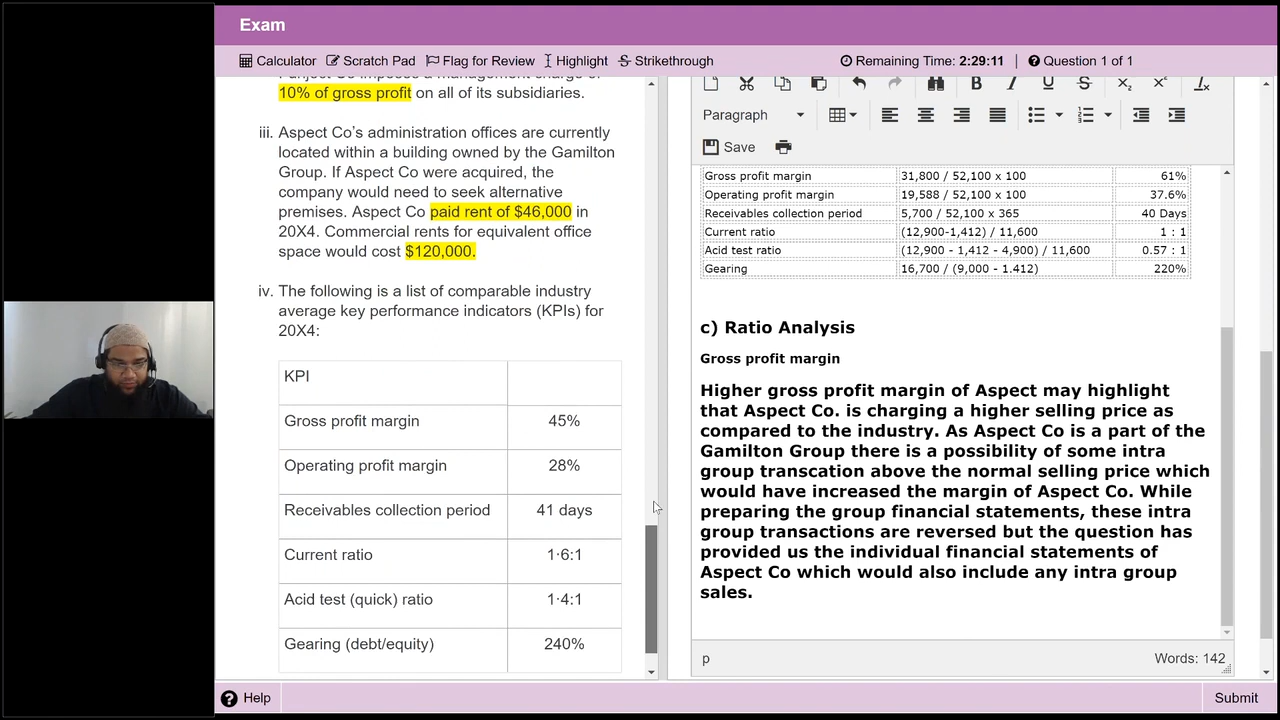 Exam
Calculator Scratch Pad Flag for Review Highlight Strikethrough Remaining Time: 2:29:11 Question 1 of 1
10% of gross profit on all of its subsidiaries.
iii. Aspect Co's administration offices are currently
located within a building owned by the Gamilton
Group. If Aspect Co were acquired, the
company would need to seek alternative
premises. Aspect Co paid rent of $46,000 in
20X4. Commercial rents for equivalent office
space would cost $120,000.
iv. The following is a list of comparable industry
average key performance indicators (KPIs) for
20X4:
KPI
Gross profit margin 45%
Operating profit margin 28%
Receivables collection period 41 days
Current ratio 1·6:1
Acid test (quick) ratio 1·4:1
Gearing (debt/equity) 240%
B I U S x₂ x² Ix
Paragraph
Save
Gross profit margin 31,800 / 52,100 x 100 61%
Operating profit margin 19,588 / 52,100 x 100 37.6%
Receivables collection period 5,700 / 52,100 x 365 40 Days
Current ratio (12,900-1,412) / 11,600 1 : 1
Acid test ratio (12,900 - 1,412 - 4,900) / 11,600 0.57 : 1
Gearing 16,700 / (9,000 - 1.412) 220%
c) Ratio Analysis
Gross profit margin
Higher gross profit margin of Aspect may highlight
that Aspect Co. is charging a higher selling price as
compared to the industry. As Aspect Co is a part of the
Gamilton Group there is a possibility of some intra
group transcation above the normal selling price which
would have increased the margin of Aspect Co. While
preparing the group financial statements, these intra
group transactions are reversed but the question has
provided us the individual financial statements of
Aspect Co which would also include any intra group
sales.
p Words: 142
Help Submit